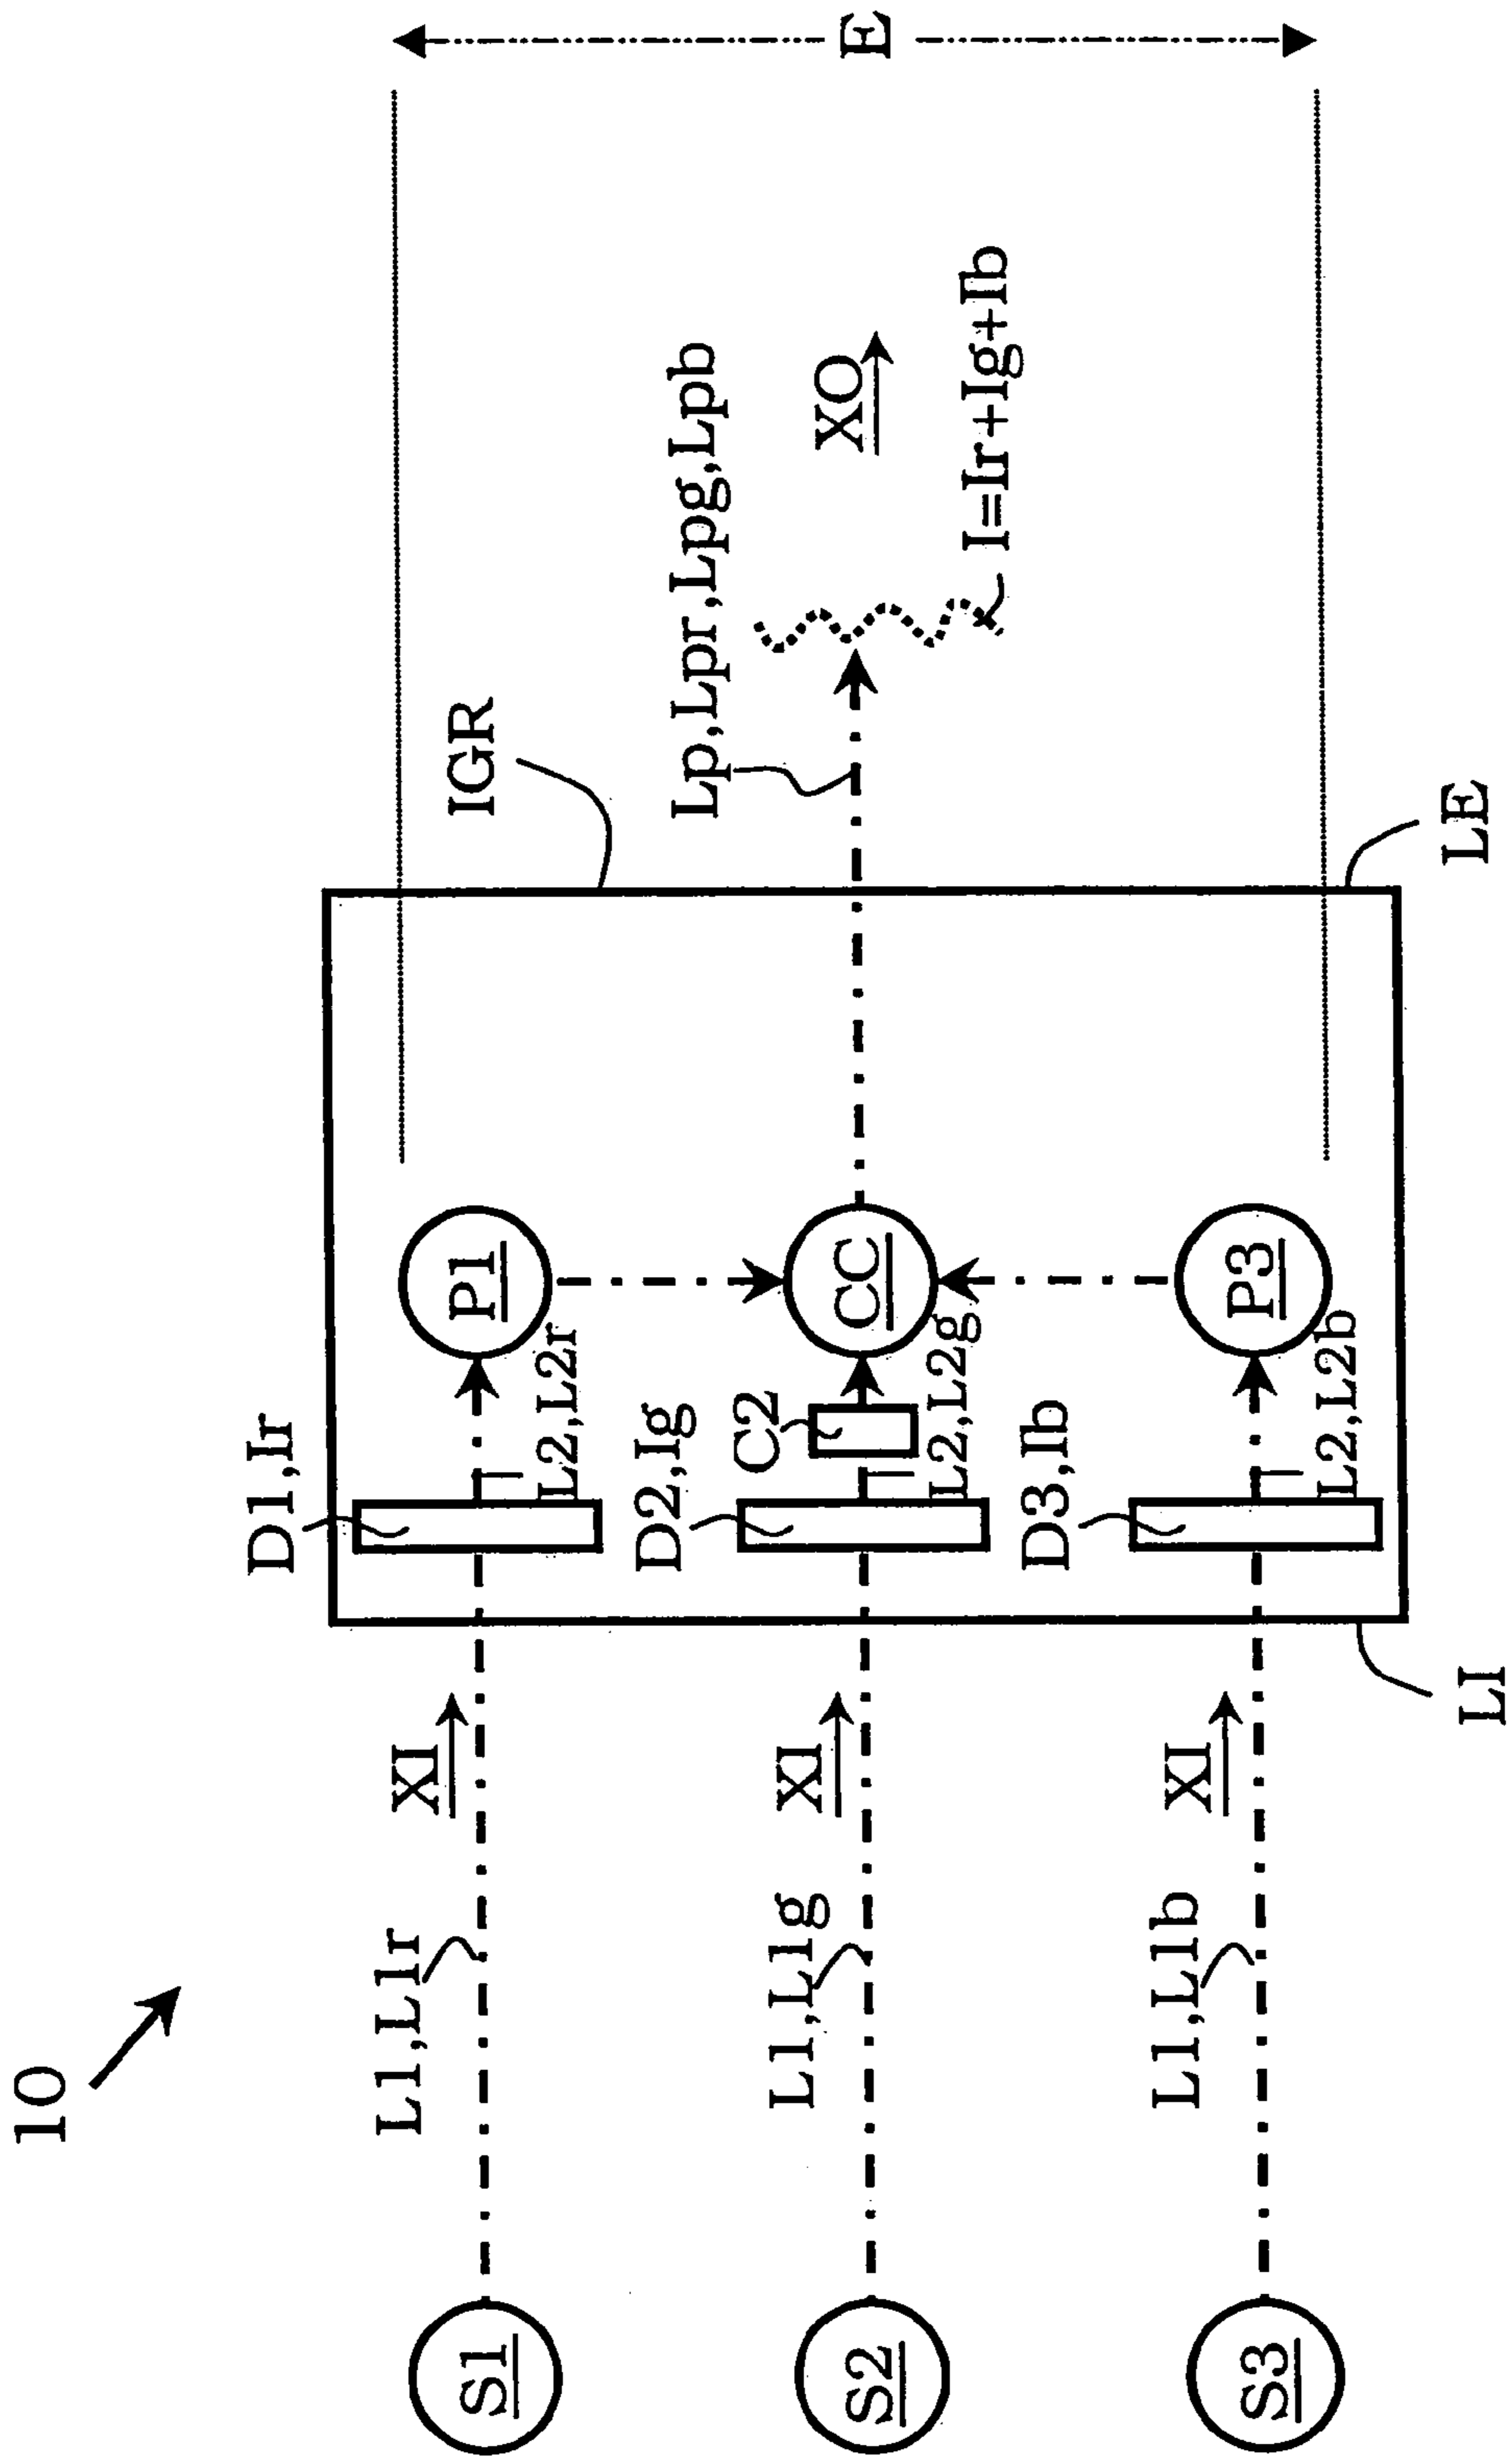 10
S1
L1,L1r
XI
D1,Ir
L2,L2r
P1
IGR
S2
L1,L1g
XI
D2,Ig
C2
L2,L2g
CC
Lp,Lpr,Lpg,Lpb
XO
I=Ir+Ig+Ib
E
S3
L1,L1b
XI
D3,Ib
L2,L2b
P3
LI
LE